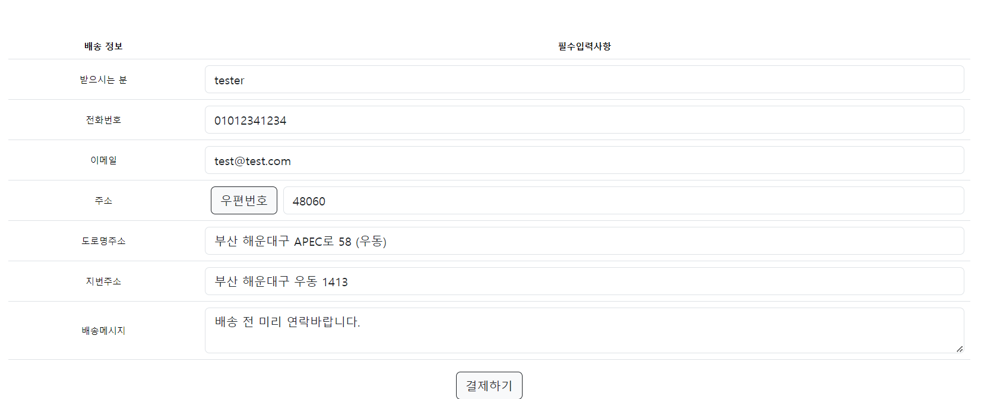 배송 정보 필수입력사항
받으시는 분 tester
전화번호 01012341234
이메일 test@test.com
주소 우편번호 48060
도로명주소 부산 해운대구 APEC로 58 (우동)
지번주소 부산 해운대구 우동 1413
배송메시지 배송 전 미리 연락바랍니다.
결제하기